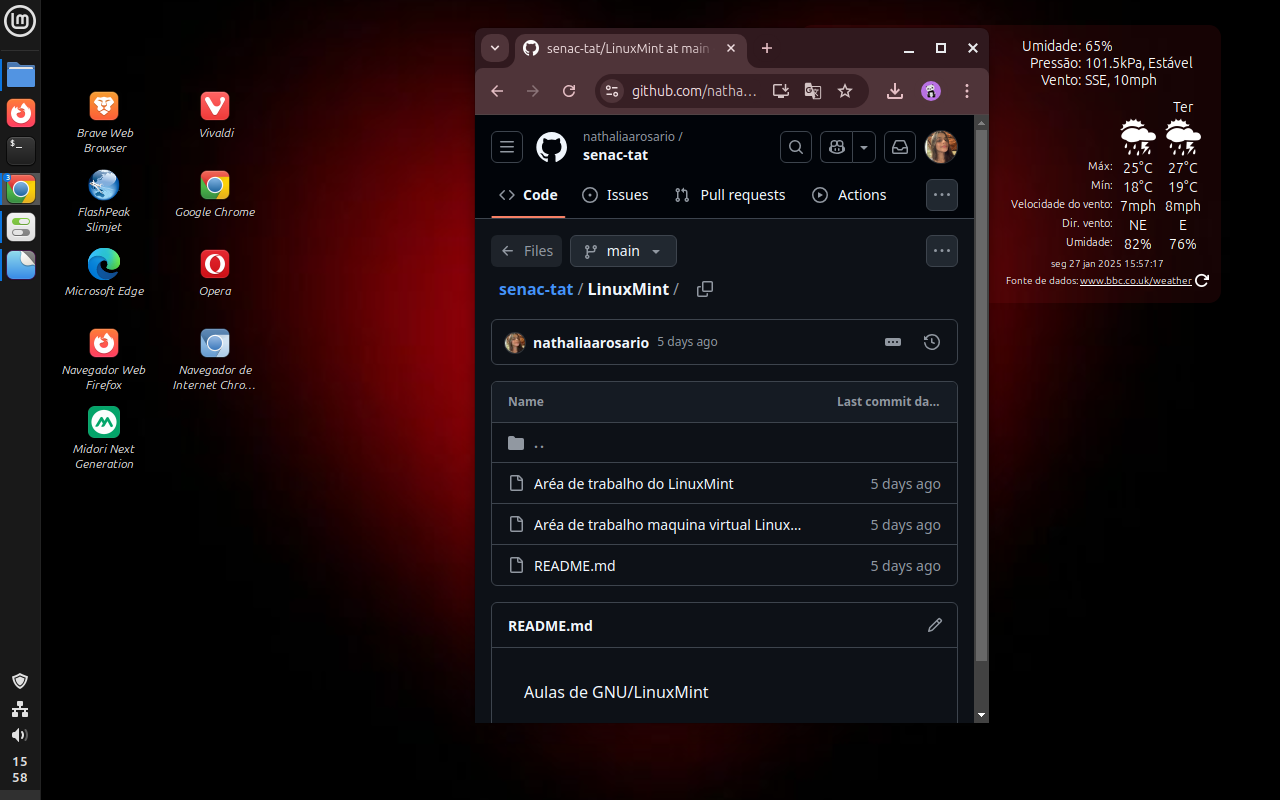 Brave Web
Browser
Vivaldi
FlashPeak
Slimjet
Google Chrome
Microsoft Edge
Opera
Navegador Web
Firefox
Navegador de
Internet Chro...
Midori Next
Generation
3
$_
15
58
senac-tat/LinuxMint at main
github.com/natha...
nathaliaarosario /
senac-tat
Code
Issues
Pull requests
Actions
Files
main
senac-tat / LinuxMint /
nathaliaarosario 5 days ago
Name
Last commit da...
..
Aréa de trabalho do LinuxMint
5 days ago
Aréa de trabalho maquina virtual Linux...
5 days ago
README.md
5 days ago
README.md
Aulas de GNU/LinuxMint
Umidade: 65%
Pressão: 101.5kPa, Estável
Vento: SSE, 10mph
Ter
Máx: 25°C 27°C
Mín: 18°C 19°C
Velocidade do vento: 7mph 8mph
Dir. vento: NE E
Umidade: 82% 76%
seg 27 jan 2025 15:57:17
Fonte de dados: www.bbc.co.uk/weather